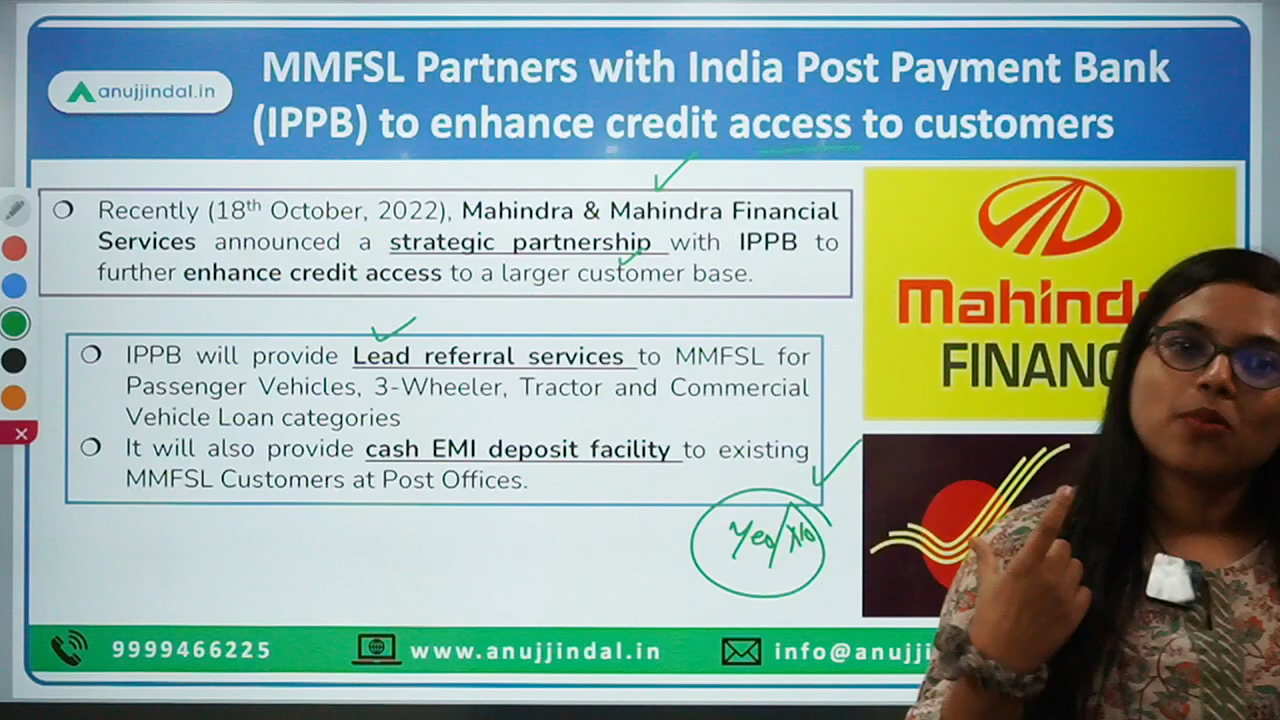 MMFSL Partners with India Post Payment Bank
(IPPB) to enhance credit access to customers
anujjindal.in
❍ Recently (18th October, 2022), Mahindra & Mahindra Financial
Services announced a strategic partnership with IPPB to
further enhance credit access to a larger customer base.
❍ IPPB will provide Lead referral services to MMFSL for
Passenger Vehicles, 3-Wheeler, Tractor and Commercial
Vehicle Loan categories
❍ It will also provide cash EMI deposit facility to existing
MMFSL Customers at Post Offices.
Yes/No
Mahind
FINANC
9999466225
www.anujjindal.in
info@anujji